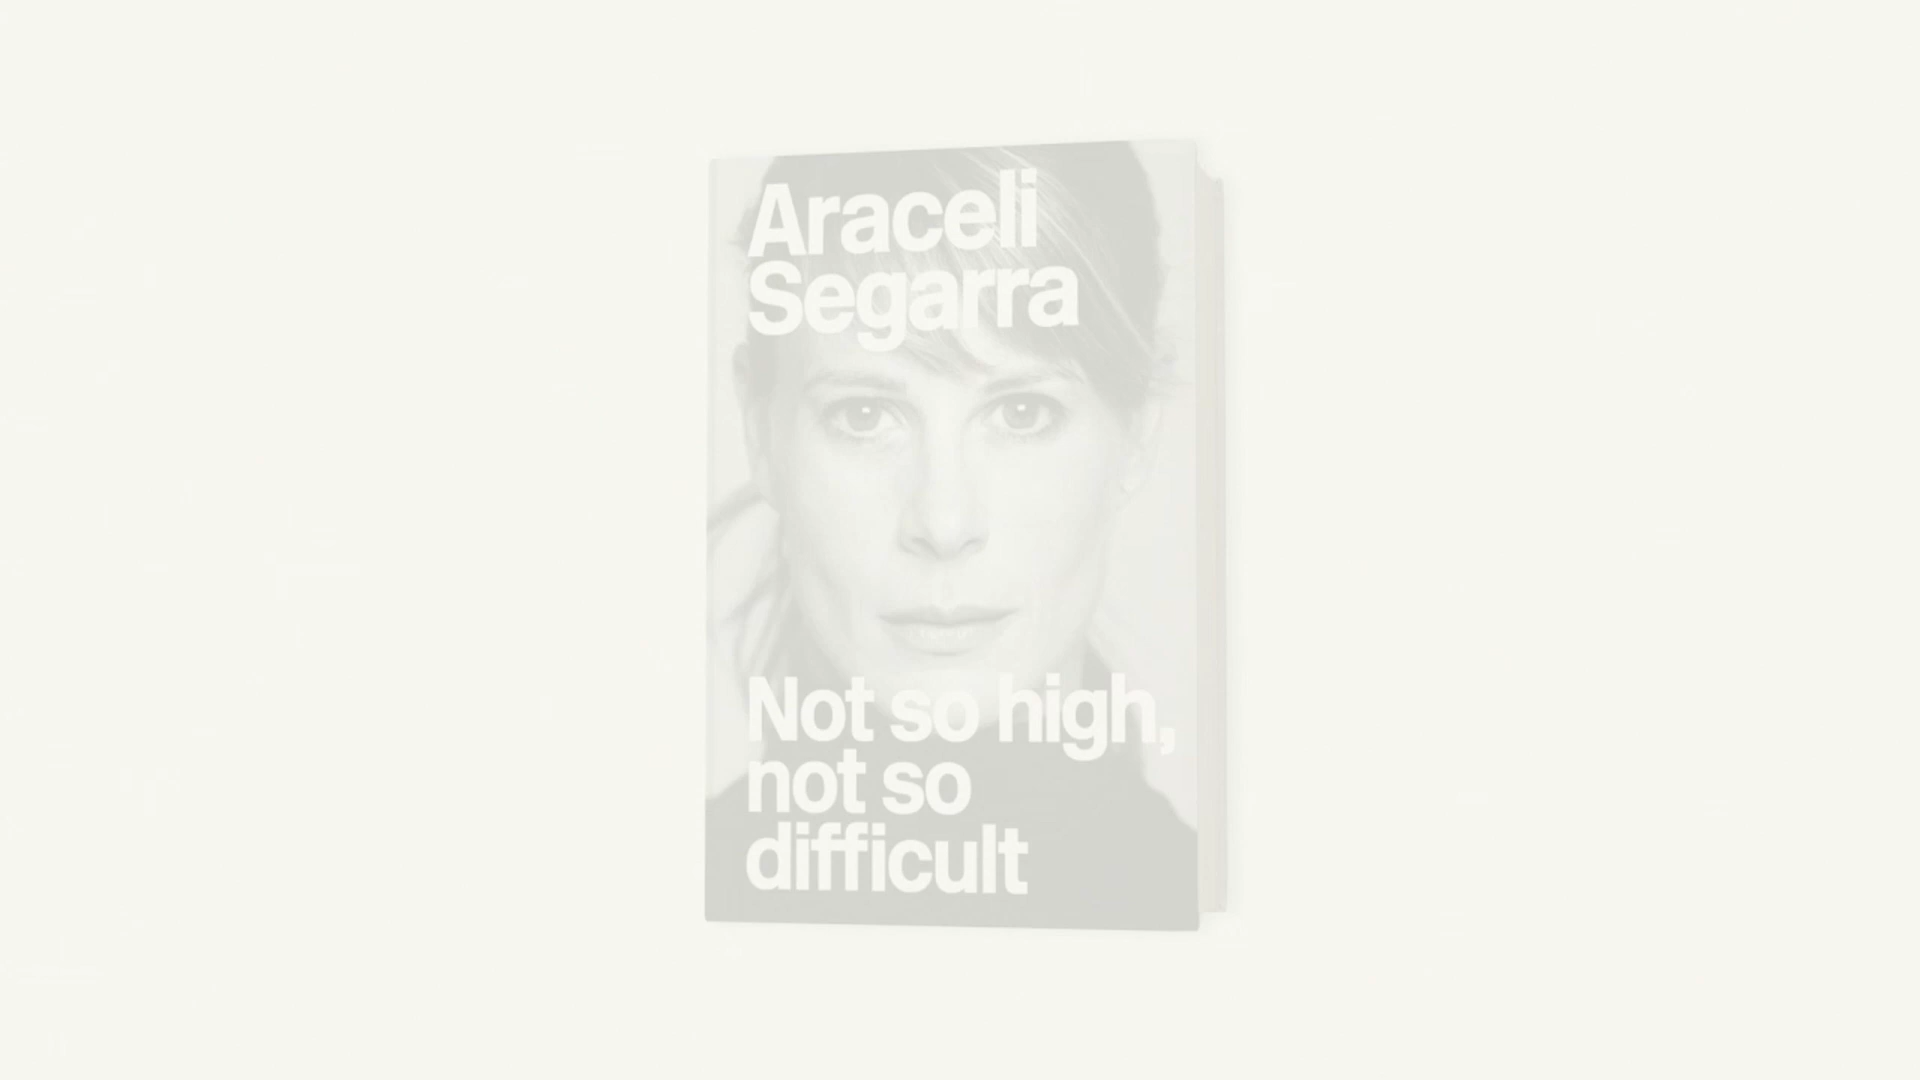 Araceli
Segarra
Not so high,
not so
difficult